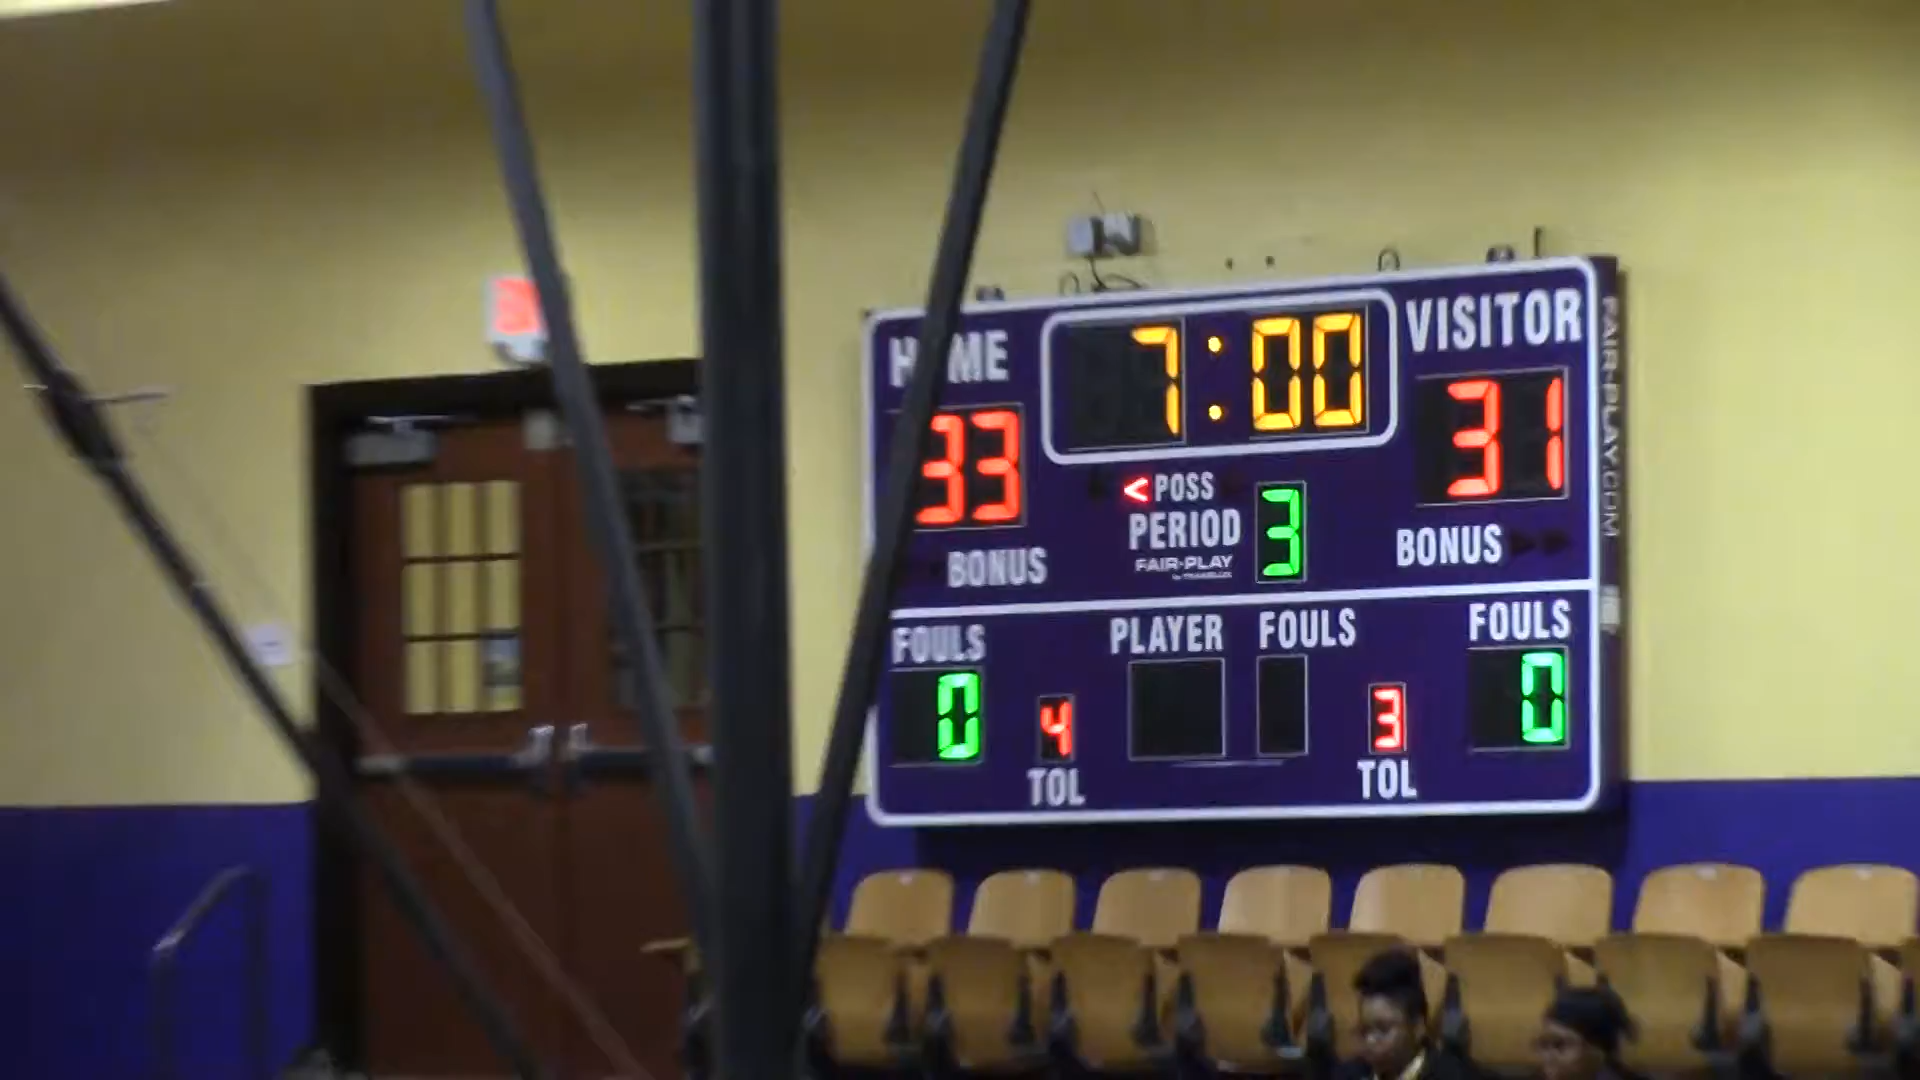 HOME 7:00 VISITOR
33 31
< POSS
PERIOD 3
BONUS FAIR-PLAY BONUS
FOULS PLAYER FOULS FOULS
0 4 3 0
TOL TOL
FAIR-PLAY.COM